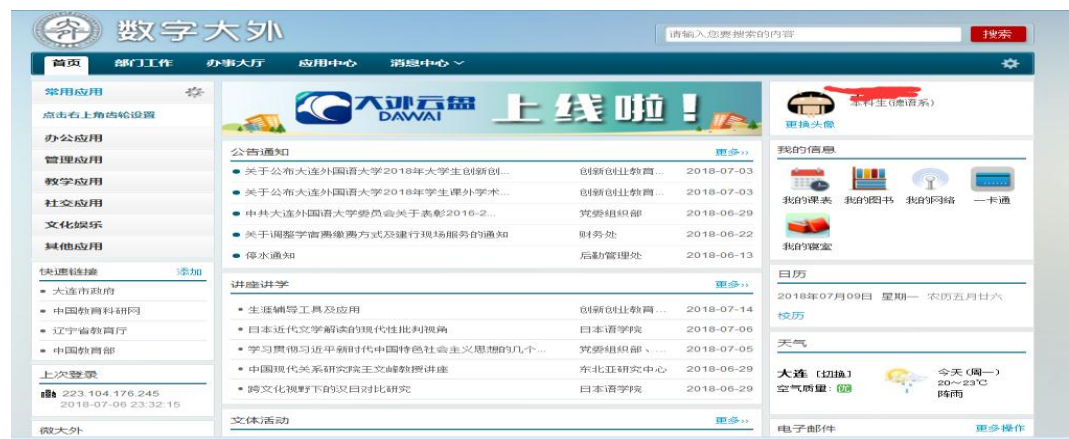 数字大外
请输入您要搜索的内容
搜索
首页 部门工作 办事大厅 应用中心 消息中心
常用应用
点击右上角齿轮设置
办公应用
管理应用
教学应用
社交应用
文化娱乐
其他应用
快速链接 添加
大连市政府
中国教育科研网
辽宁省教育厅
中国教育部
上次登录
223.104.176.245
2018-07-06 23:32:15
微大外
大外云盘 上线啦!
DAWAI
公告通知 更多»
关于公布大连外国语大学2018年大学生创新创... 创新创业教育... 2018-07-03
关于公布大连外国语大学2018年学生课外学术... 创新创业教育... 2018-07-03
中共大连外国语大学委员会关于表彰2016-2... 党委组织部 2018-06-29
关于调整学宿费缴费方式及建行现场服务的通知 财务处 2018-06-22
停水通知 后勤管理处 2018-06-13
讲座讲学 更多»
生涯辅导工具及应用 创新创业教育... 2018-07-14
日本近代文学解读的现代性批判视角 日本语学院 2018-07-06
学习贯彻习近平新时代中国特色社会主义思想的几个... 党委组织部、... 2018-07-05
中国现代关系研究院王文峰教授讲座 东北亚研究中心 2018-06-29
跨文化视野下的汉日对比研究 日本语学院 2018-06-29
文体活动 更多»
本科生(德语系)
更换头像
我的信息
我的课表 我的图书 我的网络 一卡通
我的寝室
日历
2018年07月09日 星期一 农历五月廿六
校历
天气
大连 [切换] 今天 (周一)
空气质量: 优 20~23℃
阵雨
电子邮件 更多操作